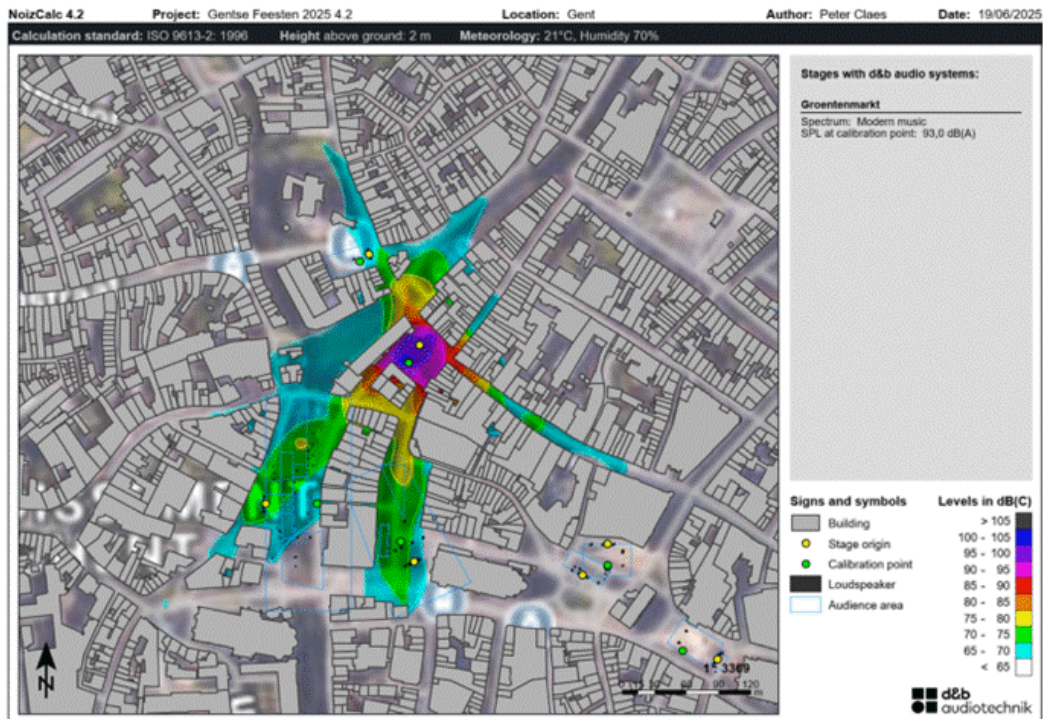 NoizCalc 4.2 Project: Gentse Feesten 2025 4.2 Location: Gent Author: Peter Claes Date: 19/06/2025
Calculation standard: ISO 9613-2: 1996 Height above ground: 2 m Meteorology: 21°C, Humidity 70%
Stages with d&b audio systems:
Groentenmarkt
Spectrum: Modern music
SPL at calibration point: 93,0 dB(A)
Signs and symbols
Building
Stage origin
Calibration point
Loudspeaker
Audience area
Levels in dB(C)
> 105
100 - 105
95 - 100
90 - 95
85 - 90
80 - 85
75 - 80
70 - 75
65 - 70
< 65
N
1 : 3369
120
m
d&b
audiotechnik